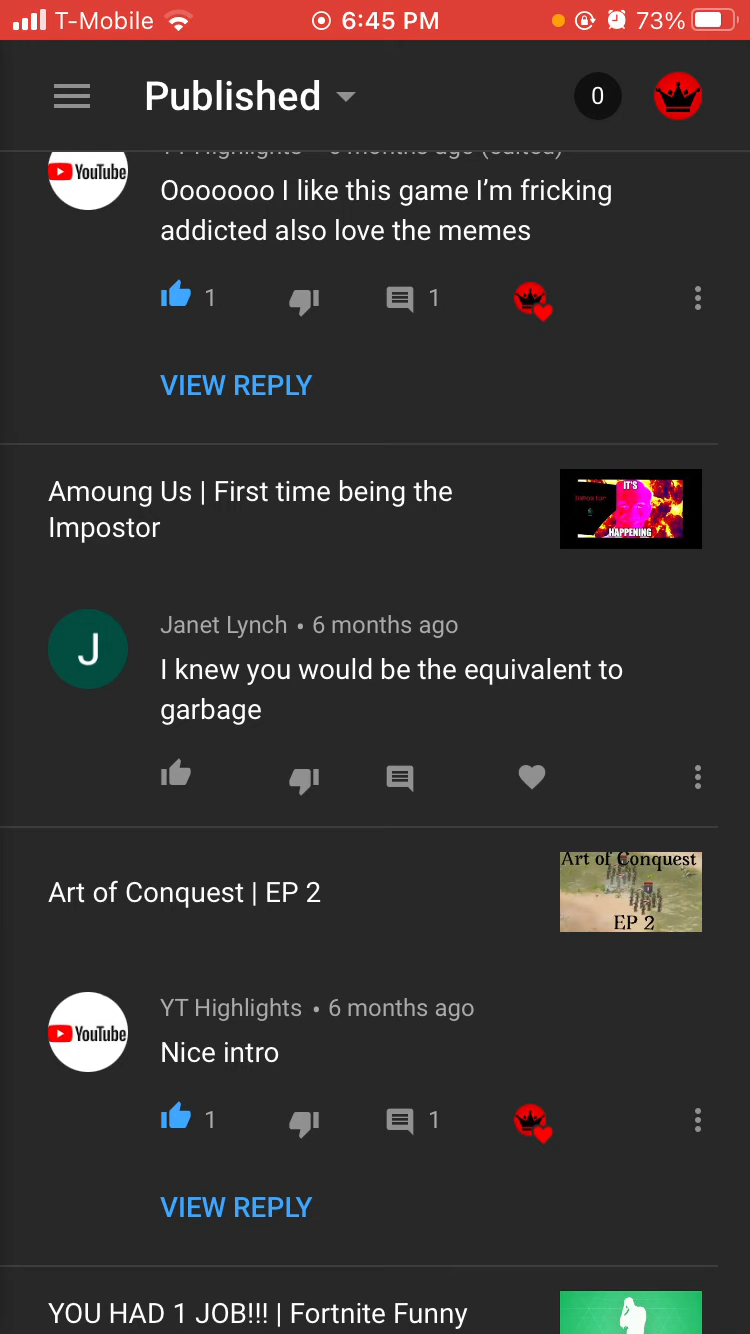 T-Mobile 6:45 PM 73%
Published 0
YouTube
Ooooooo I like this game I’m fricking
addicted also love the memes
1 1
VIEW REPLY
Amoung Us | First time being the
Impostor
IT'S
HAPPENING
J
Janet Lynch • 6 months ago
I knew you would be the equivalent to
garbage
Art of Conquest | EP 2
Art of Conquest
EP 2
YouTube
YT Highlights • 6 months ago
Nice intro
1 1
VIEW REPLY
YOU HAD 1 JOB!!! | Fortnite Funny